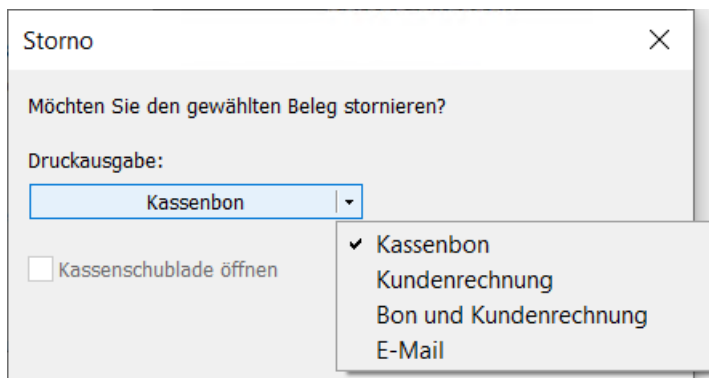 Storno
Möchten Sie den gewählten Beleg stornieren?
Druckausgabe:
Kassenbon
Kassenschublade öffnen
Kassenbon
Kundenrechnung
Bon und Kundenrechnung
E-Mail